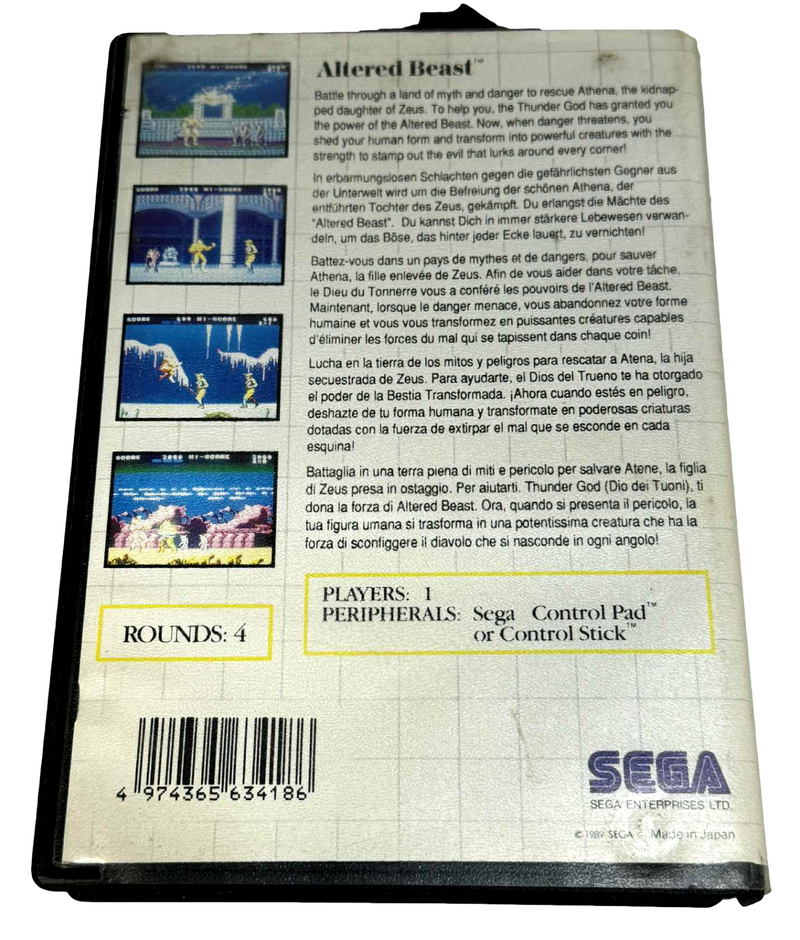 Altered Beast™
Battle through a land of myth and danger to rescue Athena, the kidnap-
ped daughter of Zeus. To help you, the Thunder God has granted you
the power of the Altered Beast. Now, when danger threatens, you
shed your human form and transform into powerful creatures with the
strength to stamp out the evil that lurks around every corner!
In erbarmungslosen Schlachten gegen die gefährlichsten Gegner aus
der Unterwelt wird um die Befreiung der schönen Athena, der
entführten Tochter des Zeus, gekämpft. Du erlangst die Mächte des
"Altered Beast". Du kannst Dich in immer stärkere Lebewesen verwan-
deln, um das Böse, das hinter jeder Ecke lauert, zu vernichten!
Battez-vous dans un pays de mythes et de dangers, pour sauver
Athena, la fille enlevée de Zeus. Afin de vous aider dans votre tâche,
le Dieu du Tonnerre vous a conféré les pouvoirs de l'Altered Beast.
Maintenant, lorsque le danger menace, vous abandonnez votre forme
humaine et vous vous transformez en puissantes créatures capables
d'éliminer les forces du mal qui se tapissent dans chaque coin!
Lucha en la tierra de los mitos y peligros para rescatar a Atena, la hija
secuestrada de Zeus. Para ayudarte, el Dios del Trueno te ha otorgado
el poder de la Bestia Transformada. ¡Ahora cuando estés en peligro,
deshazte de tu forma humana y transformate en poderosas criaturas
dotadas con la fuerza de extirpar el mal que se esconde en cada
esquina!
Battaglia in una terra piena di miti e pericolo per salvare Atene, la figlia
di Zeus presa in ostaggio. Per aiutarti. Thunder God (Dio dei Tuoni), ti
dona la forza di Altered Beast. Ora, quando si presenta il pericolo, la
tua figura umana si trasforma in una potentissima creatura che ha la
forza di sconfiggere il diavolo che si nasconde in ogni angolo!
HI-SCORE
SCORE HI-SCORE
SCORE HI-SCORE
SCORE HI-SCORE
ROUNDS: 4
PLAYERS: 1
PERIPHERALS: Sega Control Pad™
or Control Stick™
4 974365 634186
SEGA
SEGA ENTERPRISES LTD.
© 1989 SEGA Made in Japan